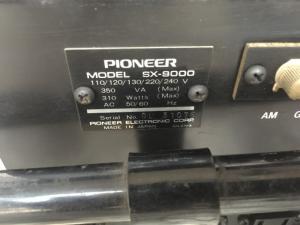 PIONEER
MODEL SX-9000
110/120/130/220/240 V
350 VA (Max)
310 Watts (Max)
AC 50/60 Hz
Serial No.
PIONEER ELECTRONIC CORP.
MADE IN JAPAN
AM